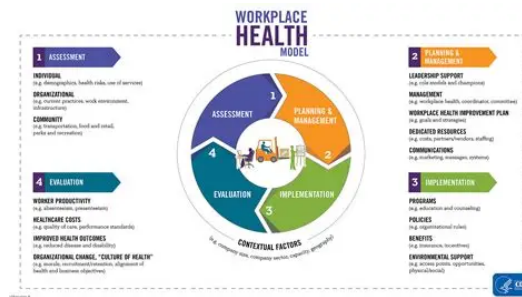 WORKPLACE
HEALTH
MODEL
1 ASSESSMENT
INDIVIDUAL
(e.g. demographics, health risks, use of services)
ORGANIZATIONAL
(e.g. current practices, work environment,
infrastructure)
COMMUNITY
(e.g. transportation, food and retail,
parks and recreation)
2 PLANNING &
MANAGEMENT
LEADERSHIP SUPPORT
(e.g. role models and champions)
MANAGEMENT
(e.g. workplace health, coordinator, committee)
WORKPLACE HEALTH IMPROVEMENT PLAN
(e.g. goals and strategies)
DEDICATED RESOURCES
(e.g. costs, partners/vendors, staffing)
COMMUNICATIONS
(e.g. marketing, messages, systems)
ASSESSMENT
1
PLANNING &
MANAGEMENT
2
IMPLEMENTATION
3
EVALUATION
4
CONTEXTUAL FACTORS
(e.g. company size, company sector, capacity, geography)
4 EVALUATION
WORKER PRODUCTIVITY
(e.g. absenteeism, presenteeism)
HEALTHCARE COSTS
(e.g. quality of care, performance standards)
IMPROVED HEALTH OUTCOMES
(e.g. reduced disease and disability)
ORGANIZATIONAL CHANGE, "CULTURE OF HEALTH"
(e.g. morale, recruitment/retention, alignment of
health and business objectives)
3 IMPLEMENTATION
PROGRAMS
(e.g. education and counseling)
POLICIES
(e.g. organizational rules)
BENEFITS
(e.g. insurance, incentives)
ENVIRONMENTAL SUPPORT
(e.g. access points, opportunities,
physical/social)